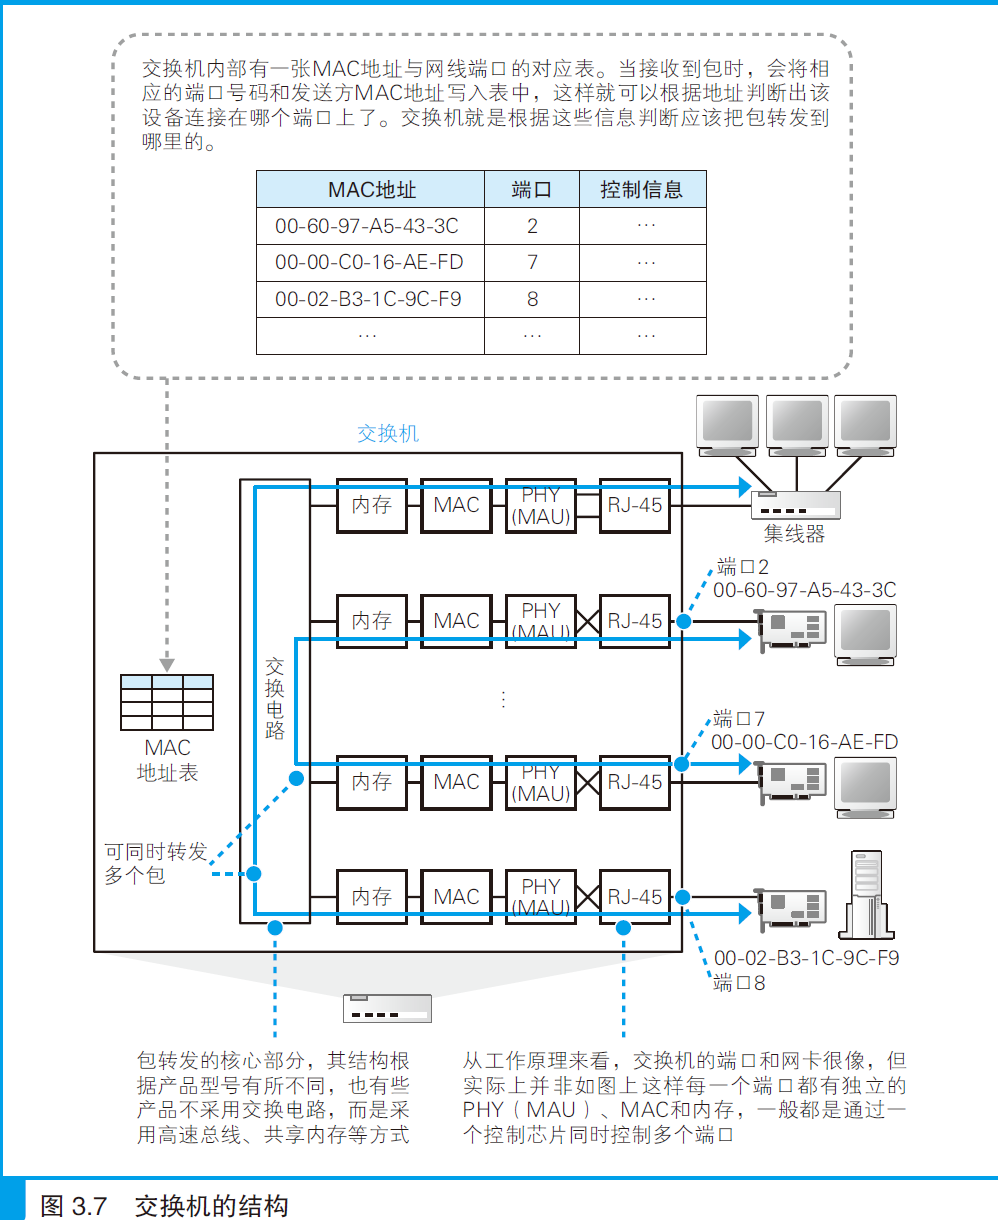 交换机内部有一张MAC地址与网线端口的对应表。当接收到包时，会将相
应的端口号码和发送方MAC地址写入表中，这样就可以根据地址判断出该
设备连接在哪个端口上了。交换机就是根据这些信息判断应该把包转发到
哪里的。
MAC地址 端口 控制信息
00-60-97-A5-43-3C 2 …
00-00-C0-16-AE-FD 7 …
00-02-B3-1C-9C-F9 8 …
… … …
交换机
内存 MAC PHY (MAU) RJ-45
集线器
端口2
00-60-97-A5-43-3C
内存 MAC PHY (MAU) RJ-45
交换电路
⋮
MAC
地址表
端口7
00-00-C0-16-AE-FD
内存 MAC PHY (MAU) RJ-45
可同时转发
多个包
内存 MAC PHY (MAU) RJ-45
00-02-B3-1C-9C-F9
端口8
包转发的核心部分，其结构根
据产品型号有所不同，也有些
产品不采用交换电路，而是采
用高速总线、共享内存等方式
从工作原理来看，交换机的端口和网卡很像，但
实际上并非如图上这样每一个端口都有独立的
PHY（MAU）、MAC和内存，一般都是通过一
个控制芯片同时控制多个端口
图 3.7 交换机的结构